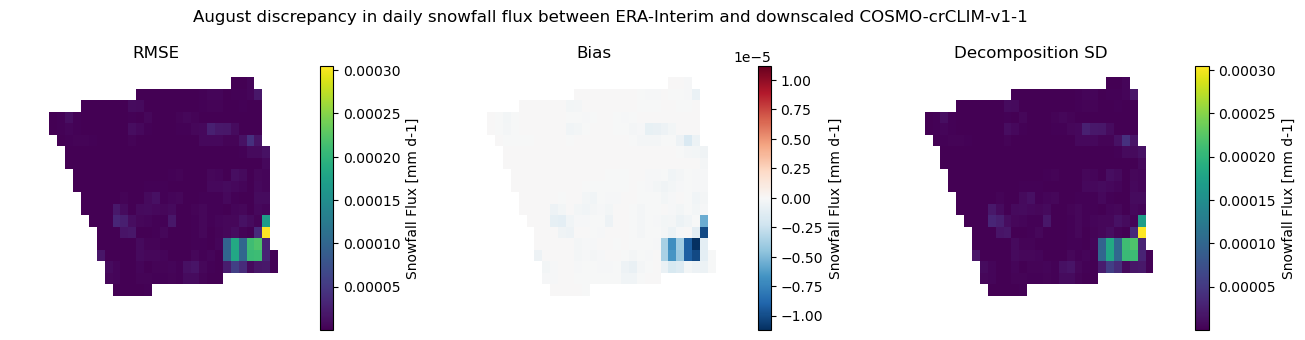 August discrepancy in daily snowfall flux between ERA-Interim and downscaled COSMO-crCLIM-v1-1
RMSE
0.00030
0.00025
0.00020
0.00015
0.00010
0.00005
Snowfall Flux [mm d-1]
Bias
1e−5
1.00
0.75
0.50
0.25
0.00
−0.25
−0.50
−0.75
−1.00
Snowfall Flux [mm d-1]
Decomposition SD
0.00030
0.00025
0.00020
0.00015
0.00010
0.00005
Snowfall Flux [mm d-1]